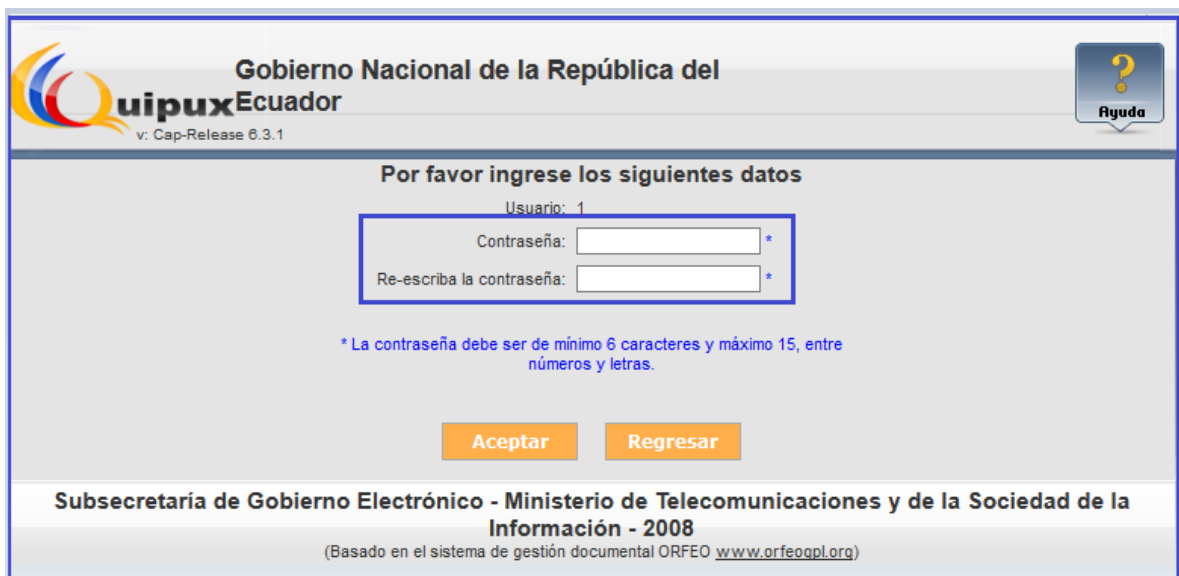 Gobierno Nacional de la República del
Quipux Ecuador
v: Cap-Release 6.3.1
?
Ayuda
Por favor ingrese los siguientes datos
Usuario: 1
Contraseña: *
Re-escriba la contraseña: *
* La contraseña debe ser de mínimo 6 caracteres y máximo 15, entre
números y letras.
Aceptar Regresar
Subsecretaría de Gobierno Electrónico - Ministerio de Telecomunicaciones y de la Sociedad de la
Información - 2008
(Basado en el sistema de gestión documental ORFEO www.orfeogpl.org)